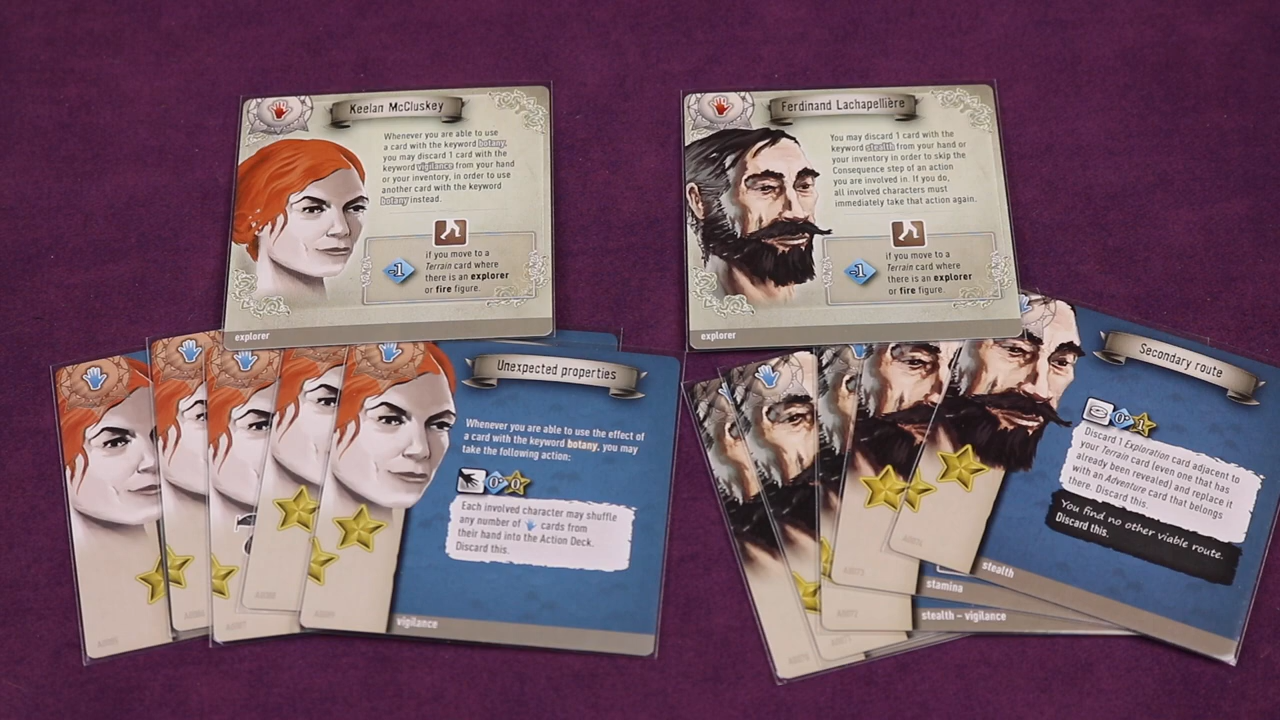 Keelan McCluskey
Whenever you are able to use
a card with the keyword botany,
you may discard 1 card with the
keyword vigilance from your hand
or your inventory, in order to use
another card with the keyword
botany instead.
-1
if you move to a
Terrain card where
there is an explorer
or fire figure.
explorer
Ferdinand Lachapellière
You may discard 1 card with the
keyword stealth from your hand or
your inventory in order to skip the
Consequence step of an action
you are involved in. If you do,
all involved characters must
immediately take that action again.
-1
if you move to a
Terrain card where
there is an explorer
or fire figure.
explorer
Unexpected properties
Whenever you are able to use the effect of
a card with the keyword botany, you may
take the following action:
0 0
Each involved character may shuffle
any number of cards from
their hand into the Action Deck.
Discard this.
vigilance
Secondary route
0 1
Discard 1 Exploration card adjacent to
your Terrain card (even one that has
already been revealed) and replace it
with an Adventure card that belongs
there. Discard this.
You find no other viable route.
Discard this.
stealth
stamina
stealth – vigilance